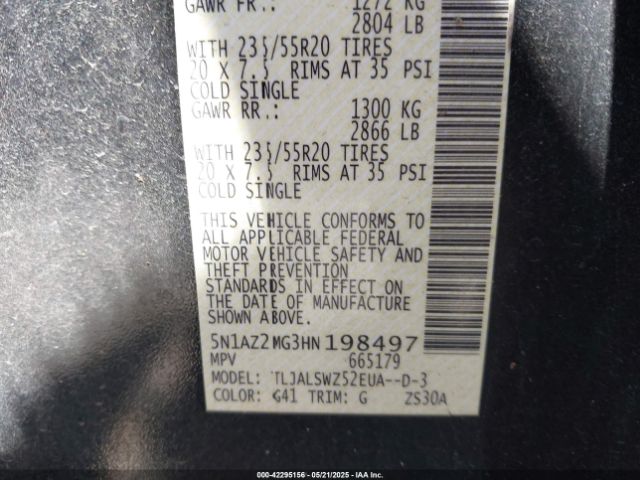 GAWR FR.: 1272 KG
2804 LB
WITH 235/55R20 TIRES
20 X 7.5 RIMS AT 35 PSI
COLD SINGLE
GAWR RR.: 1300 KG
2866 LB
WITH 235/55R20 TIRES
20 X 7.5 RIMS AT 35 PSI
COLD SINGLE
THIS VEHICLE CONFORMS TO
ALL APPLICABLE FEDERAL
MOTOR VEHICLE SAFETY AND
THEFT PREVENTION
STANDARDS IN EFFECT ON
THE DATE OF MANUFACTURE
SHOWN ABOVE.
5N1AZ2MG3HN198497
MPV 665179
MODEL: TLJALSWZ52EUA--D-3
COLOR: G41 TRIM: G ZS30A
000-42295156 - 05/21/2025 - IAA Inc.